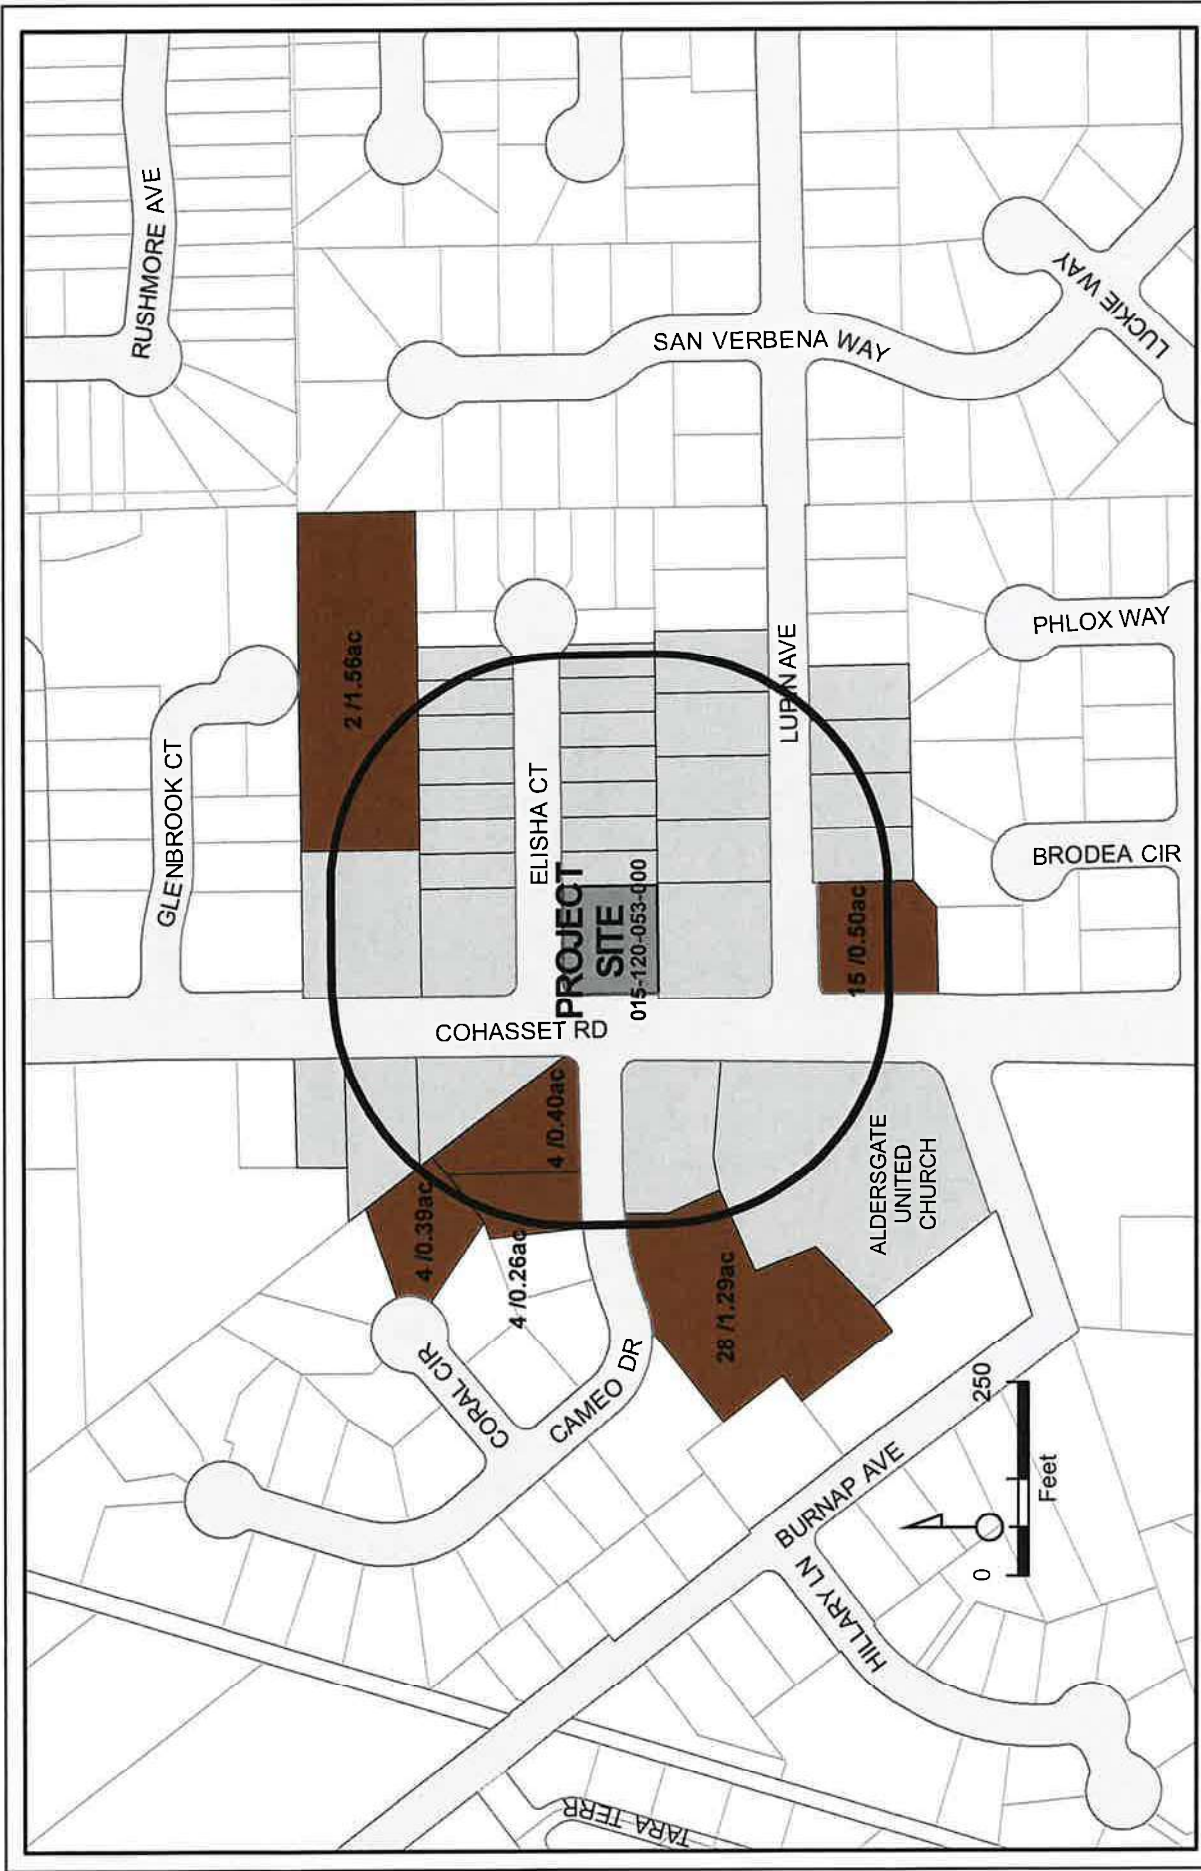 RUSHMORE AVE
SAN VERBENA WAY
LUCKIE WAY
GLENBROOK CT
2 /1.56ac
ELISHA CT
LUPIN AVE
PHLOX WAY
BRODEA CIR
PROJECT
SITE
015-120-053-000
15 /0.50ac
COHASSET RD
4 /0.40ac
4 /0.39ac
4 /0.26ac
28 /1.29ac
ALDERSGATE
UNITED
CHURCH
CORAL CIR
CAMEO DR
BURNAP AVE
HILLARY LN
TARA TERR
0
250
Feet